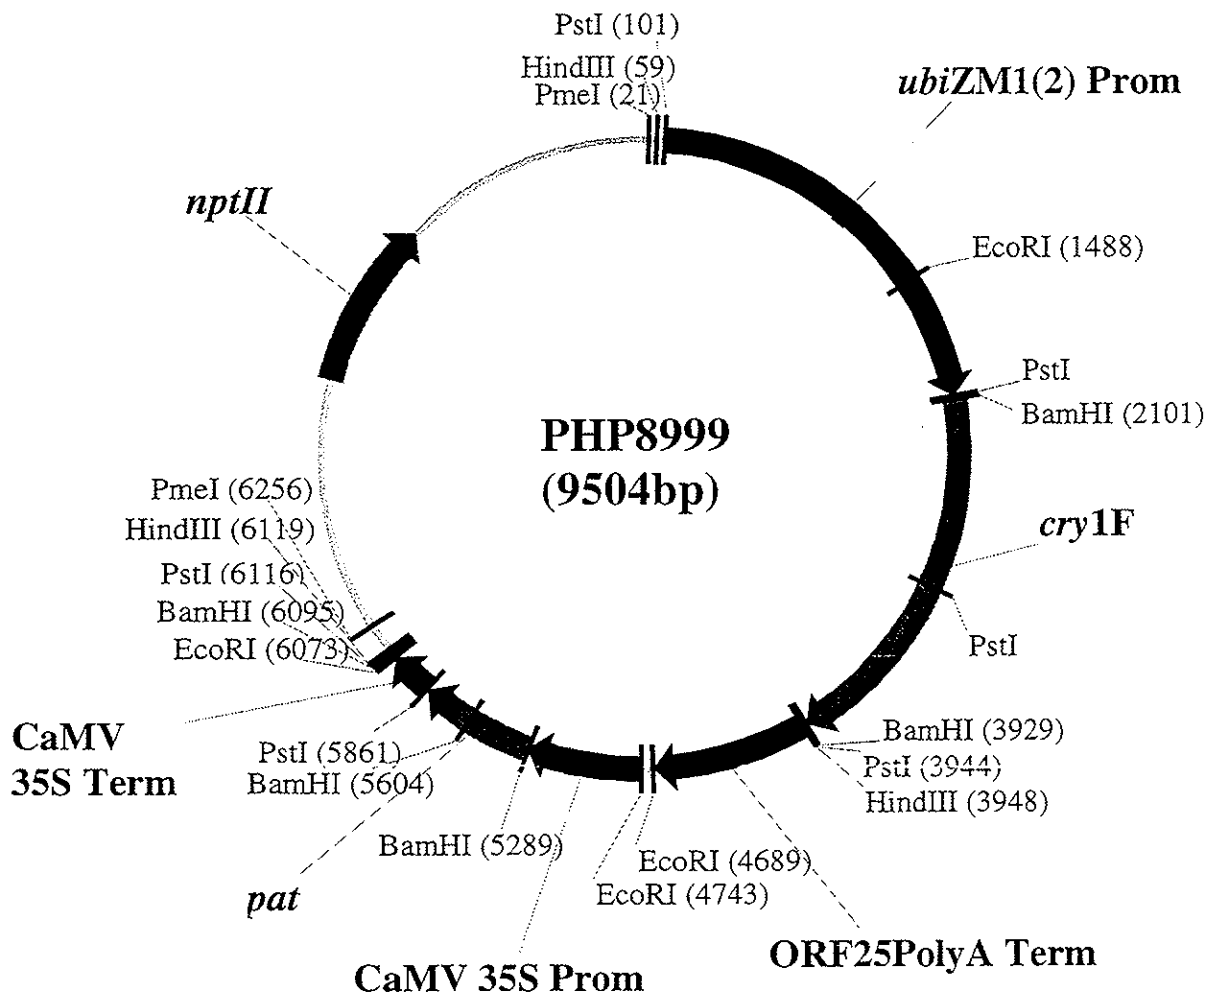 PstI (101)
HindIII (59)
PmeI (21)
ubiZM1(2) Prom
nptII
EcoRI (1488)
PstI
BamHI (2101)
PHP8999
(9504bp)
PmeI (6256)
HindIII (6119)
PstI (6116)
BamHI (6095)
EcoRI (6073)
cry1F
PstI
CaMV
35S Term
PstI (5861)
BamHI (5604)
BamHI (3929)
PstI (3944)
HindIII (3948)
BamHI (5289)
EcoRI (4689)
EcoRI (4743)
pat
ORF25PolyA Term
CaMV 35S Prom